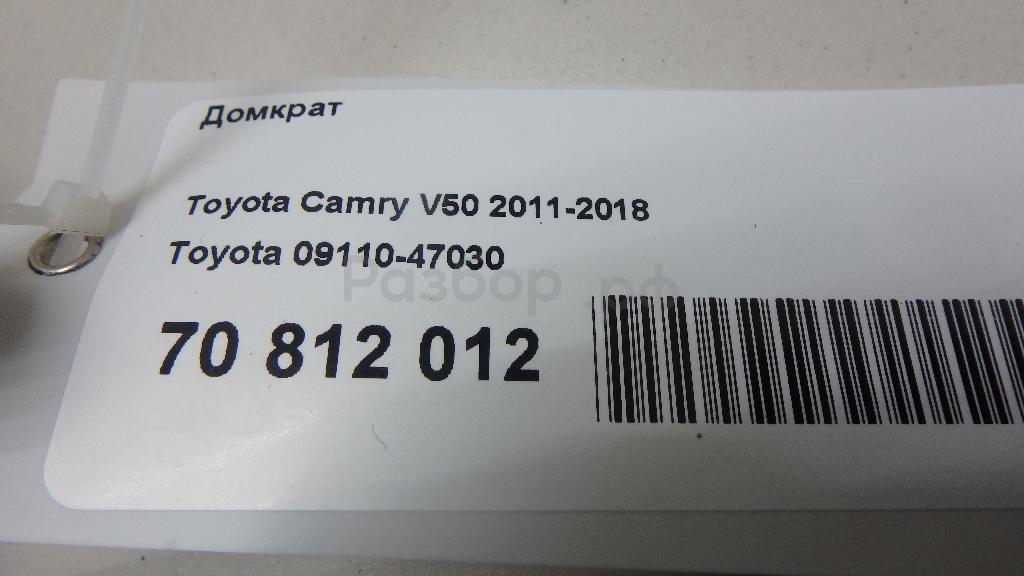 Домкрат
Toyota Camry V50 2011-2018
Toyota 09110-47030
Разбор рф
70 812 012